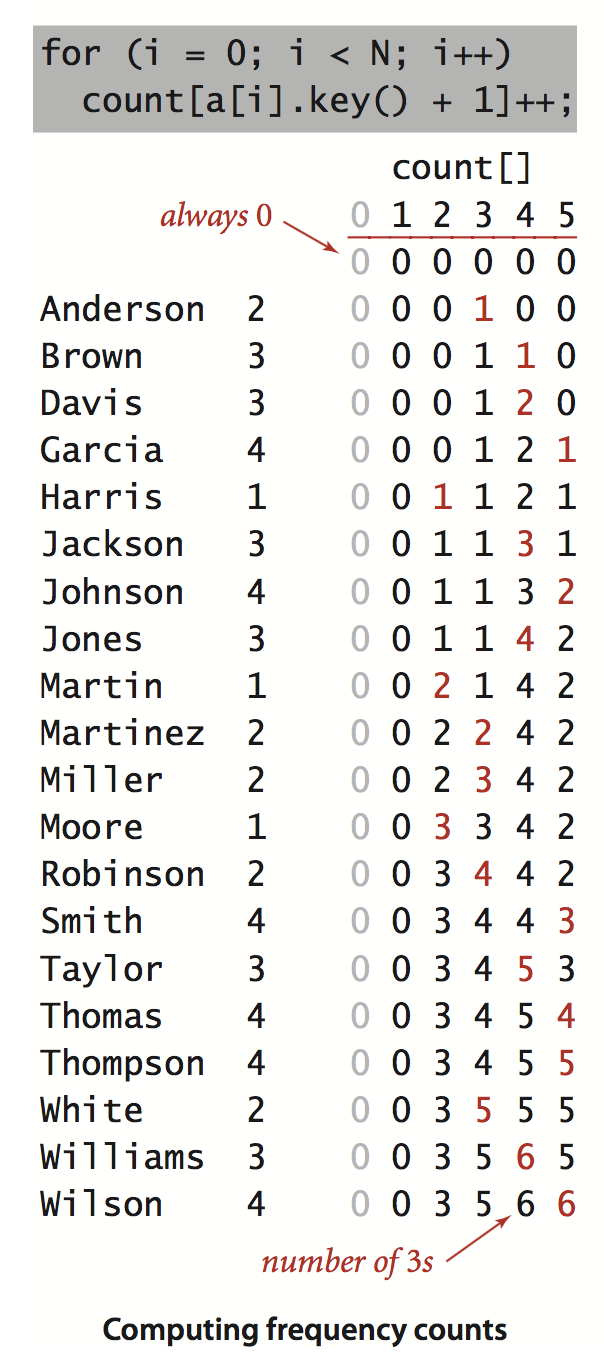 for (i = 0; i < N; i++)
count[a[i].key() + 1]++;
count[]
always 0 0 1 2 3 4 5
0 0 0 0 0 0
Anderson 2 0 0 0 1 0 0
Brown 3 0 0 0 1 1 0
Davis 3 0 0 0 1 2 0
Garcia 4 0 0 0 1 2 1
Harris 1 0 0 1 1 2 1
Jackson 3 0 0 1 1 3 1
Johnson 4 0 0 1 1 3 2
Jones 3 0 0 1 1 4 2
Martin 1 0 0 2 1 4 2
Martinez 2 0 0 2 2 4 2
Miller 2 0 0 2 3 4 2
Moore 1 0 0 3 3 4 2
Robinson 2 0 0 3 4 4 2
Smith 4 0 0 3 4 4 3
Taylor 3 0 0 3 4 5 3
Thomas 4 0 0 3 4 5 4
Thompson 4 0 0 3 4 5 5
White 2 0 0 3 5 5 5
Williams 3 0 0 3 5 6 5
Wilson 4 0 0 3 5 6 6
number of 3s
Computing frequency counts